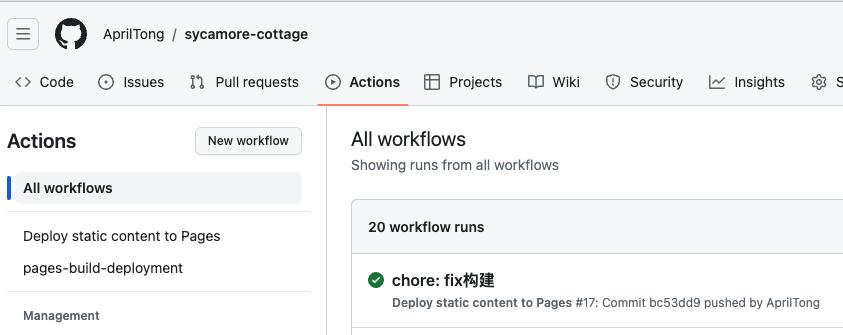 AprilTong / sycamore-cottage
Code Issues Pull requests Actions Projects Wiki Security Insights
Actions
New workflow
All workflows
Deploy static content to Pages
pages-build-deployment
Management
All workflows
Showing runs from all workflows
20 workflow runs
chore: fix构建
Deploy static content to Pages #17: Commit bc53dd9 pushed by AprilTong